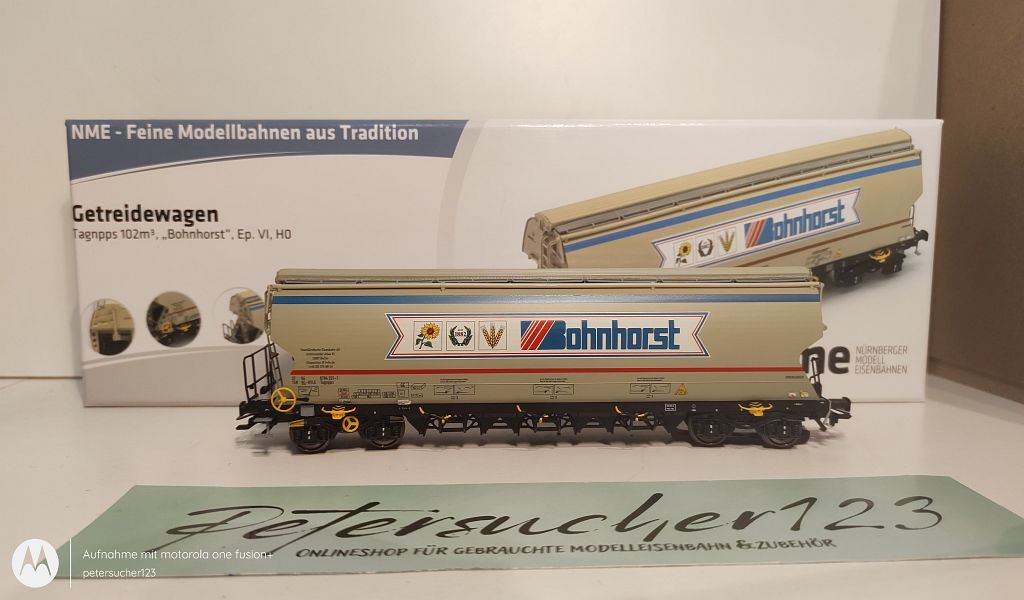 NME - Feine Modellbahnen aus Tradition
Getreidewagen
Tagnpps 102m³, „Bohnhorst", Ep. VI, H0
Bohnhorst
1882
Bohnhorst
ne NÜRNBERGER
MODELL
EISENBAHNEN
Petersucher123
ONLINESHOP FÜR GEBRAUCHTE MODELLEISENBAHN & ZUBEHÖR
Aufnahme mit motorola one fusion+
petersucher123